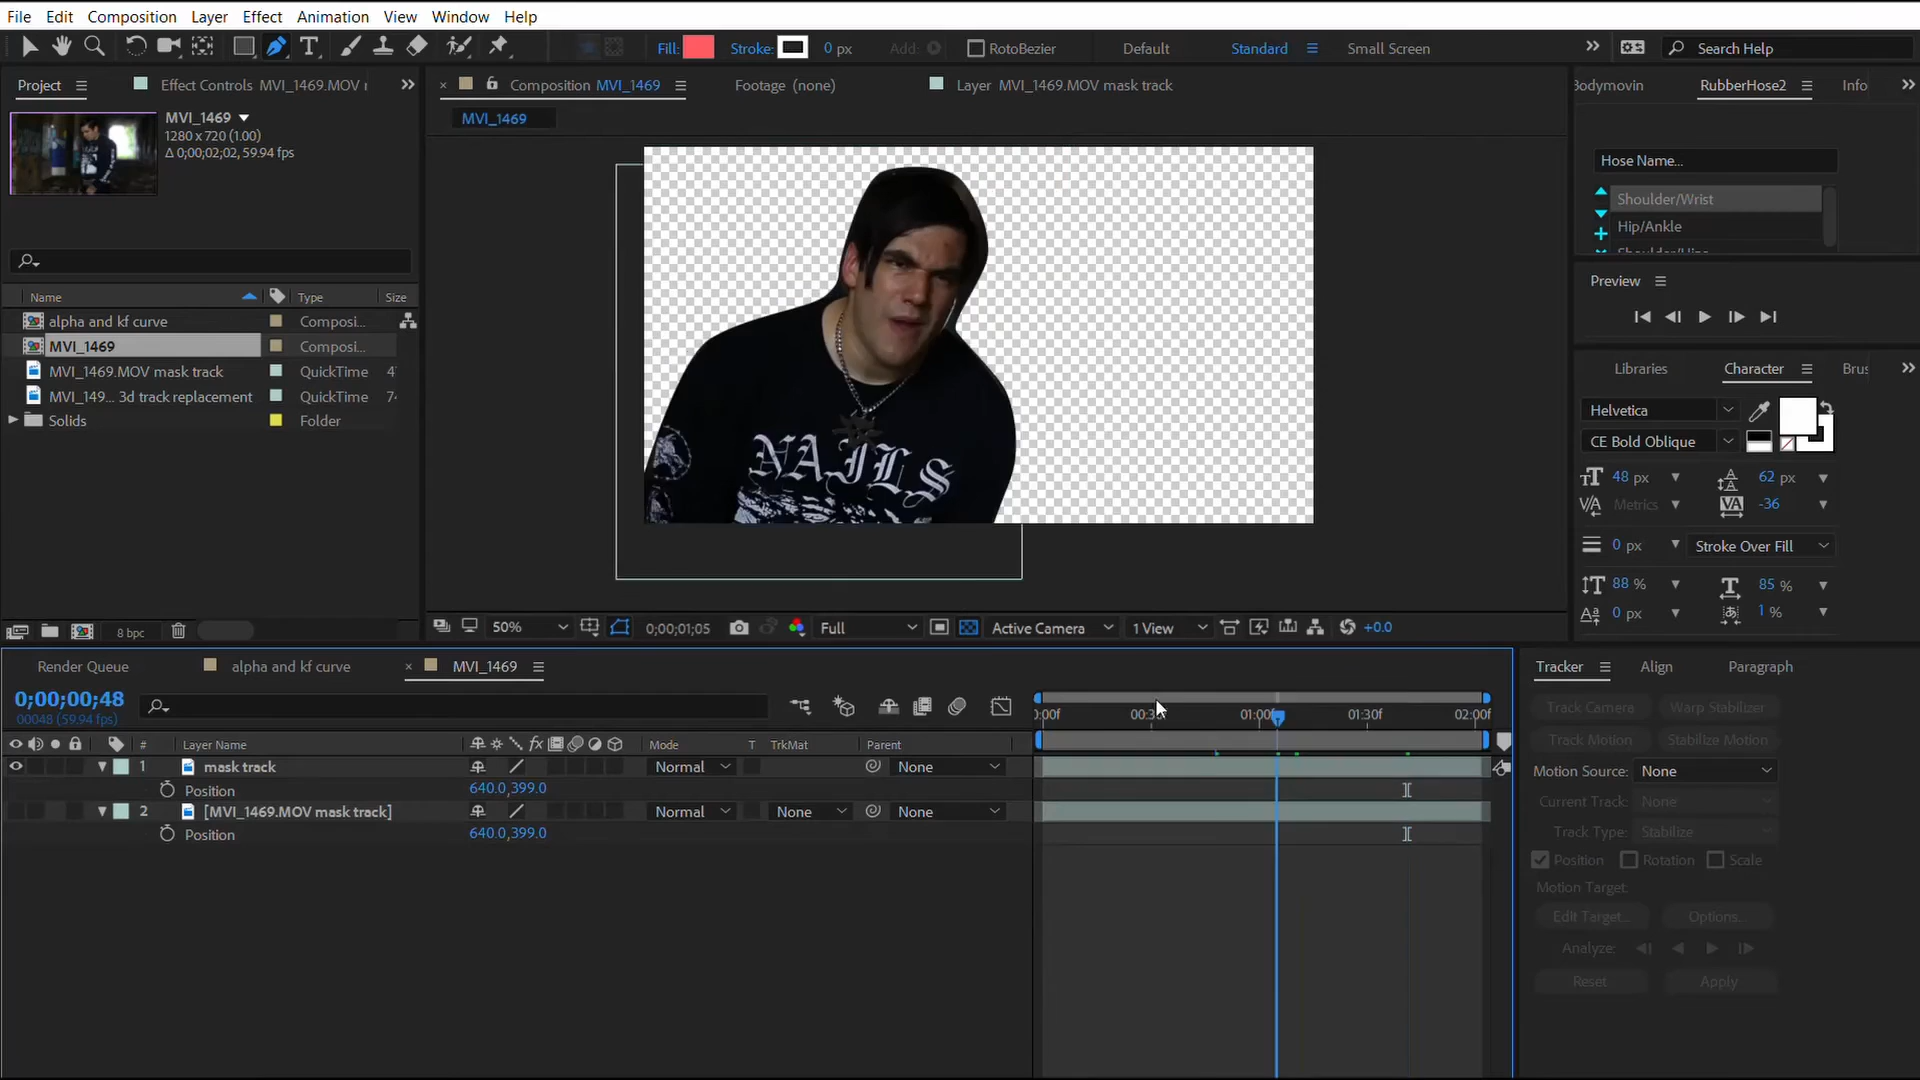 File Edit Composition Layer Effect Animation View Window Help
Fill: Stroke: 0 px Add: RotoBezier Default Standard Small Screen Search Help
Project Effect Controls MVI_1469.MOV Composition MVI_1469 Footage (none) Layer MVI_1469.MOV mask track Bodymovin RubberHose2 Info
MVI_1469
MVI_1469
1280 x 720 (1.00)
Δ 0;00;02;02, 59.94 fps
Hose Name...
Shoulder/Wrist
Hip/Ankle
Preview
Name Type Size
alpha and kf curve Composi...
MVI_1469 Composi...
MVI_1469.MOV mask track QuickTime
MVI_149... 3d track replacement QuickTime
Solids Folder
NAILS
Libraries Character Brus
Helvetica
CE Bold Oblique
48 px 62 px
Metrics -36
0 px Stroke Over Fill
88 % 85 %
0 px 1 %
8 bpc 50% 0;00;01;05 Full Active Camera 1 View +0.0
Render Queue alpha and kf curve MVI_1469 Tracker Align Paragraph
0;00;00;48
00048 (59.94 fps)
01:00f 01:30f 02:00f
# Layer Name Mode T TrkMat Parent
1 mask track Normal None
Position 640.0,399.0
2 [MVI_1469.MOV mask track] Normal None None
Position 640.0,399.0
Track Camera Warp Stabilizer
Track Motion Stabilize Motion
Motion Source: None
Current Track: None
Track Type: Stabilize
Position Rotation Scale
Motion Target:
Edit Target... Options...
Analyze:
Reset Apply